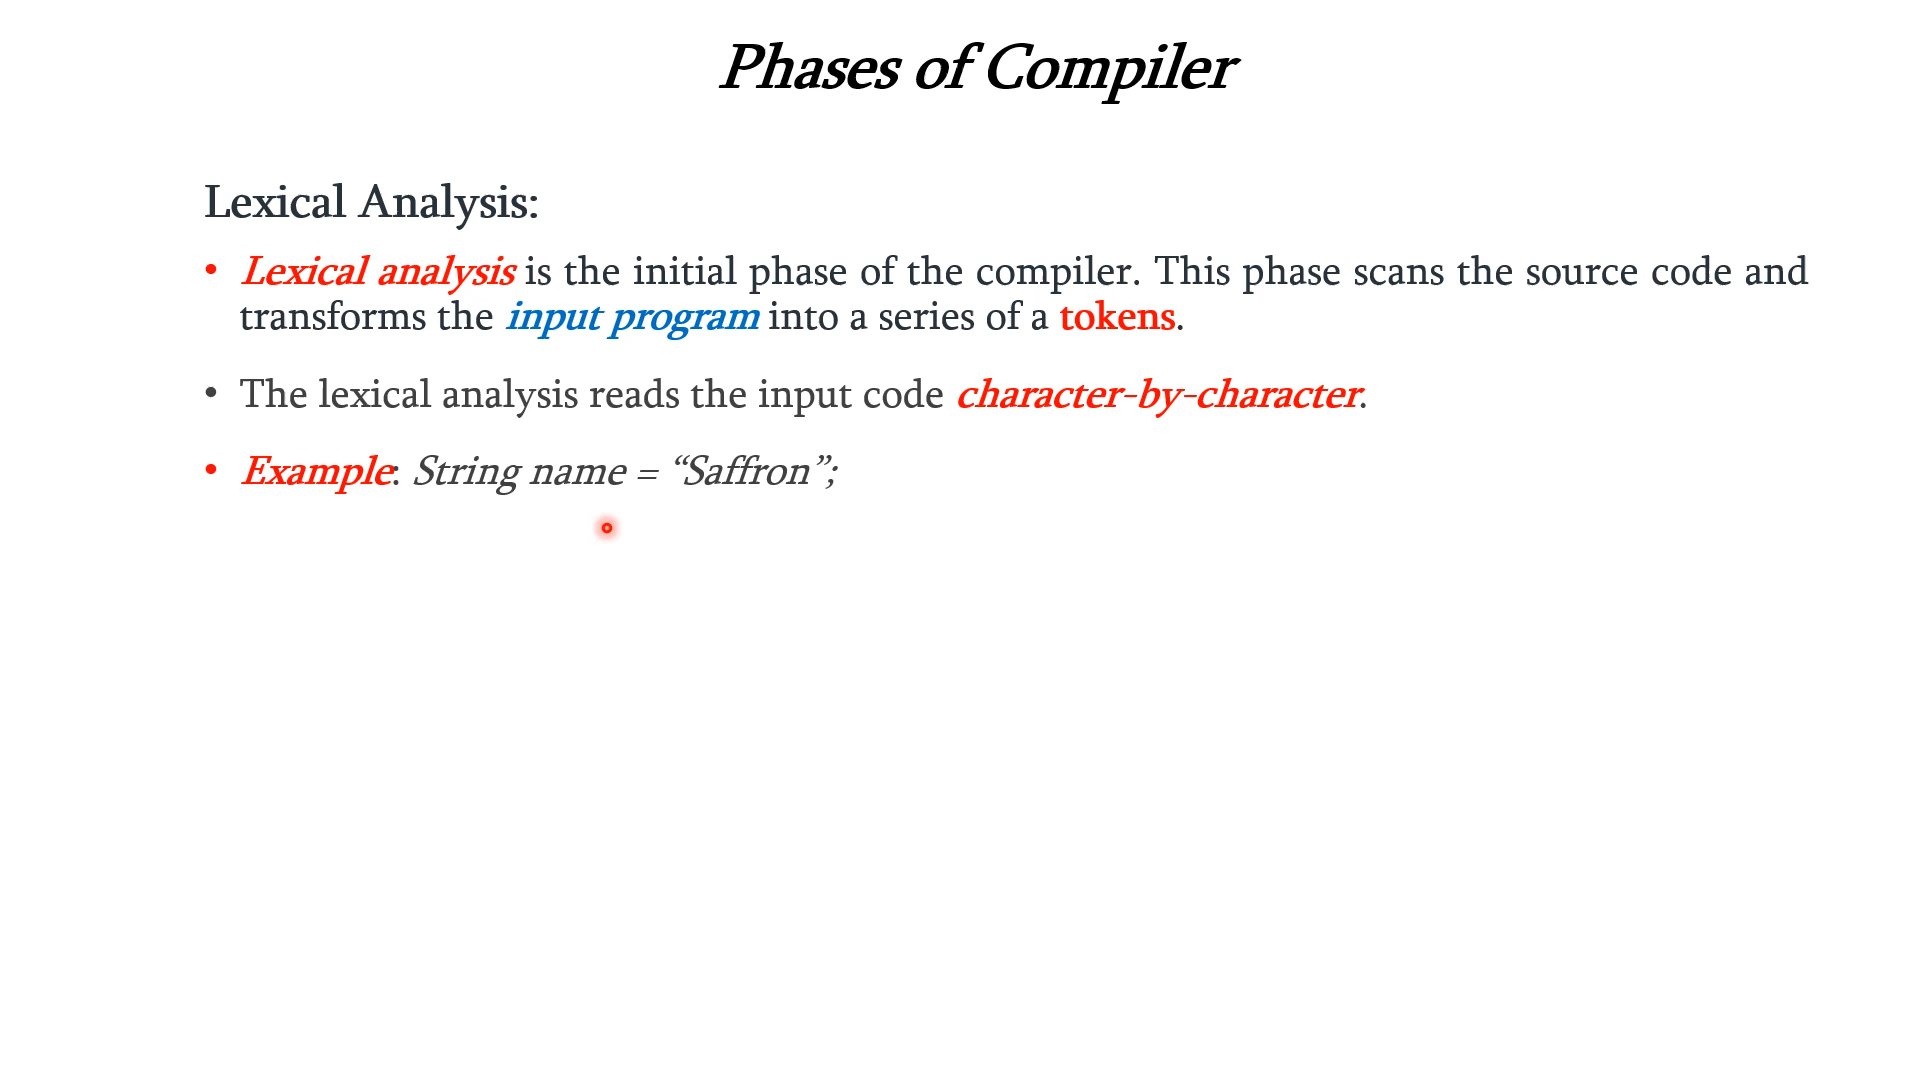 Phases of Compiler
Lexical Analysis:
• Lexical analysis is the initial phase of the compiler. This phase scans the source code and
transforms the input program into a series of a tokens.
• The lexical analysis reads the input code character-by-character.
• Example: String name = “Saffron”;